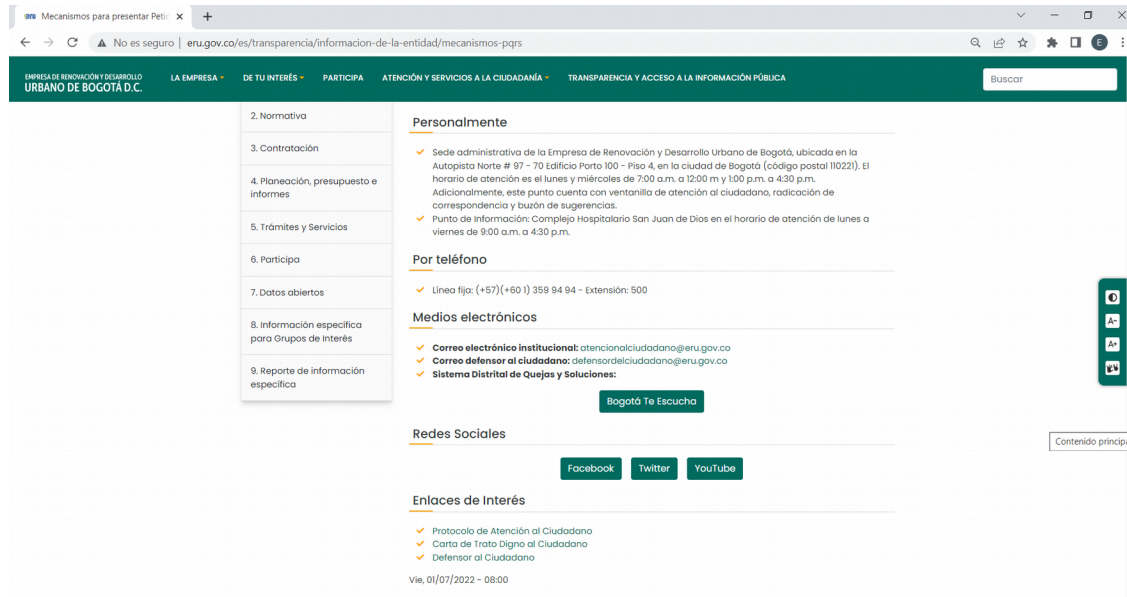 eru Mecanismos para presentar Petic
No es seguro | eru.gov.co/es/transparencia/informacion-de-la-entidad/mecanismos-pqrs
E
EMPRESA DE RENOVACIÓN Y DESARROLLO
URBANO DE BOGOTÁ D.C.
LA EMPRESA
DE TU INTERÉS
PARTICIPA
ATENCIÓN Y SERVICIOS A LA CIUDADANÍA
TRANSPARENCIA Y ACCESO A LA INFORMACIÓN PÚBLICA
Buscar
2. Normativa
3. Contratación
4. Planeación, presupuesto e
informes
5. Trámites y Servicios
6. Participa
7. Datos abiertos
8. Información específica
para Grupos de Interés
9. Reporte de información
específica
Personalmente
Sede administrativa de la Empresa de Renovación y Desarrollo Urbano de Bogotá, ubicada en la
Autopista Norte # 97 - 70 Edificio Porto 100 - Piso 4, en la ciudad de Bogotá (código postal 110221). El
horario de atención es el lunes y miércoles de 7:00 a.m. a 12:00 m y 1:00 p.m. a 4:30 p.m.
Adicionalmente, este punto cuenta con ventanilla de atención al ciudadano, radicación de
correspondencia y buzón de sugerencias.
Punto de Información: Complejo Hospitalario San Juan de Dios en el horario de atención de lunes a
viernes de 9:00 a.m. a 4:30 p.m.
Por teléfono
Línea fija: (+57)(+60 1) 359 94 94 - Extensión: 500
Medios electrónicos
Correo electrónico institucional: atencionalciudadano@eru.gov.co
Correo defensor al ciudadano: defensordelciudadano@eru.gov.co
Sistema Distrital de Quejas y Soluciones:
Bogotá Te Escucha
Redes Sociales
Facebook
Twitter
YouTube
Enlaces de Interés
Protocolo de Atención al Ciudadano
Carta de Trato Digno al Ciudadano
Defensor al Ciudadano
Vie, 01/07/2022 - 08:00
A-
A+
Contenido principa